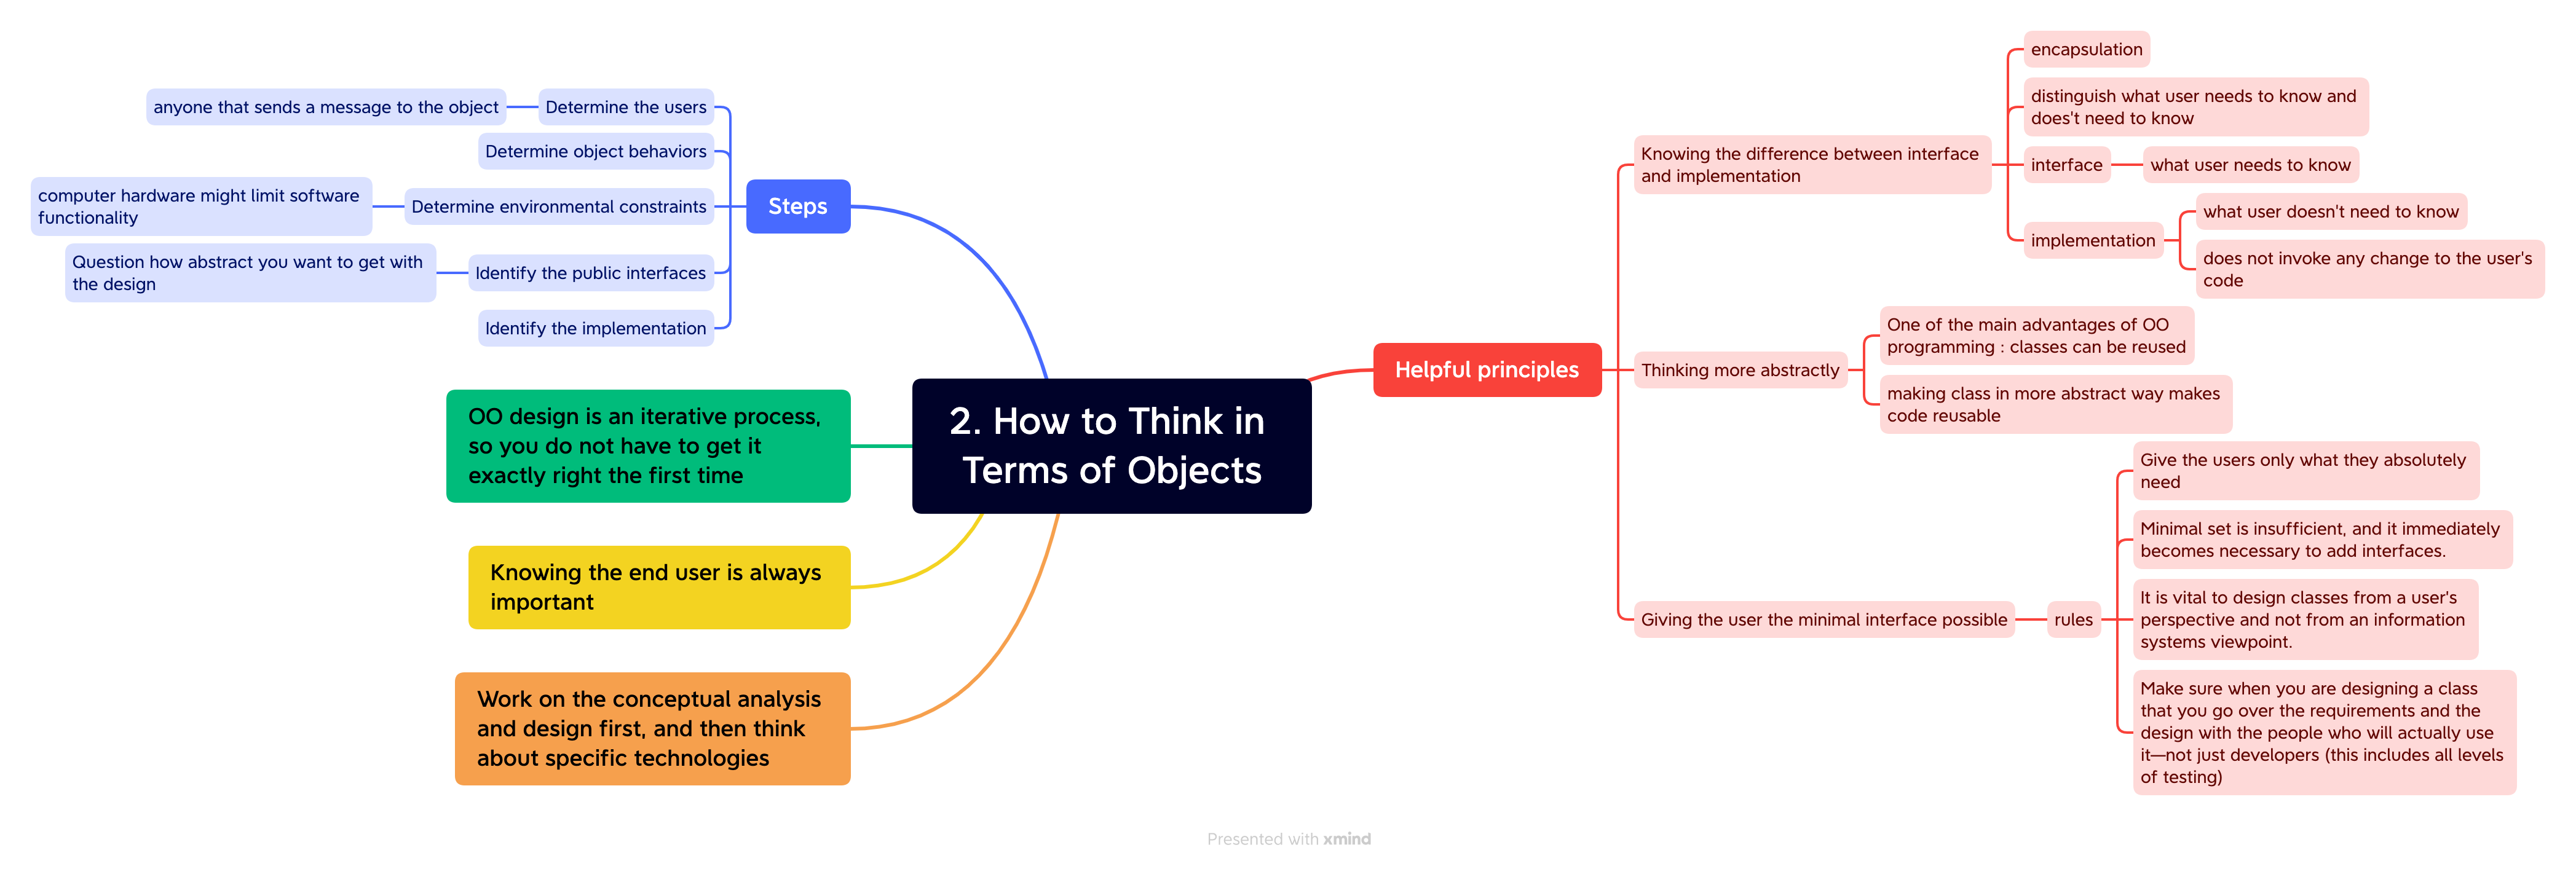 2. How to Think in
Terms of Objects
Helpful principles
Knowing the difference between interface
and implementation
encapsulation
distinguish what user needs to know and
does't need to know
interface
what user needs to know
implementation
what user doesn't need to know
does not invoke any change to the user's
code
Thinking more abstractly
One of the main advantages of OO
programming : classes can be reused
making class in more abstract way makes
code reusable
Giving the user the minimal interface possible
rules
Give the users only what they absolutely
need
Minimal set is insufficient, and it immediately
becomes necessary to add interfaces.
It is vital to design classes from a user's
perspective and not from an information
systems viewpoint.
Make sure when you are designing a class
that you go over the requirements and the
design with the people who will actually use
it—not just developers (this includes all levels
of testing)
Steps
Determine the users
anyone that sends a message to the object
Determine object behaviors
Determine environmental constraints
computer hardware might limit software
functionality
Identify the public interfaces
Question how abstract you want to get with
the design
Identify the implementation
OO design is an iterative process,
so you do not have to get it
exactly right the first time
Knowing the end user is always
important
Work on the conceptual analysis
and design first, and then think
about specific technologies
Presented with xmind